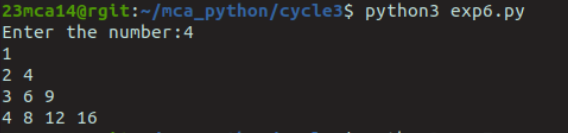 23mca14@rgit:~/mca_python/cycle3$ python3 exp6.py
Enter the number:4
1
2 4
3 6 9
4 8 12 16